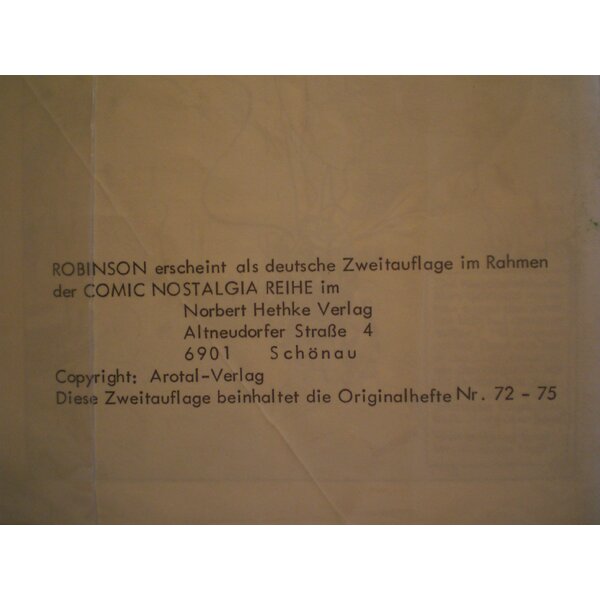 ROBINSON erscheint als deutsche Zweitauflage im Rahmen
der COMIC NOSTALGIA REIHE im
Norbert Hethke Verlag
Altneudorfer Straße 4
6901 Schönau
Copyright: Arotal-Verlag
Diese Zweitauflage beinhaltet die Originalhefte Nr. 72 - 75